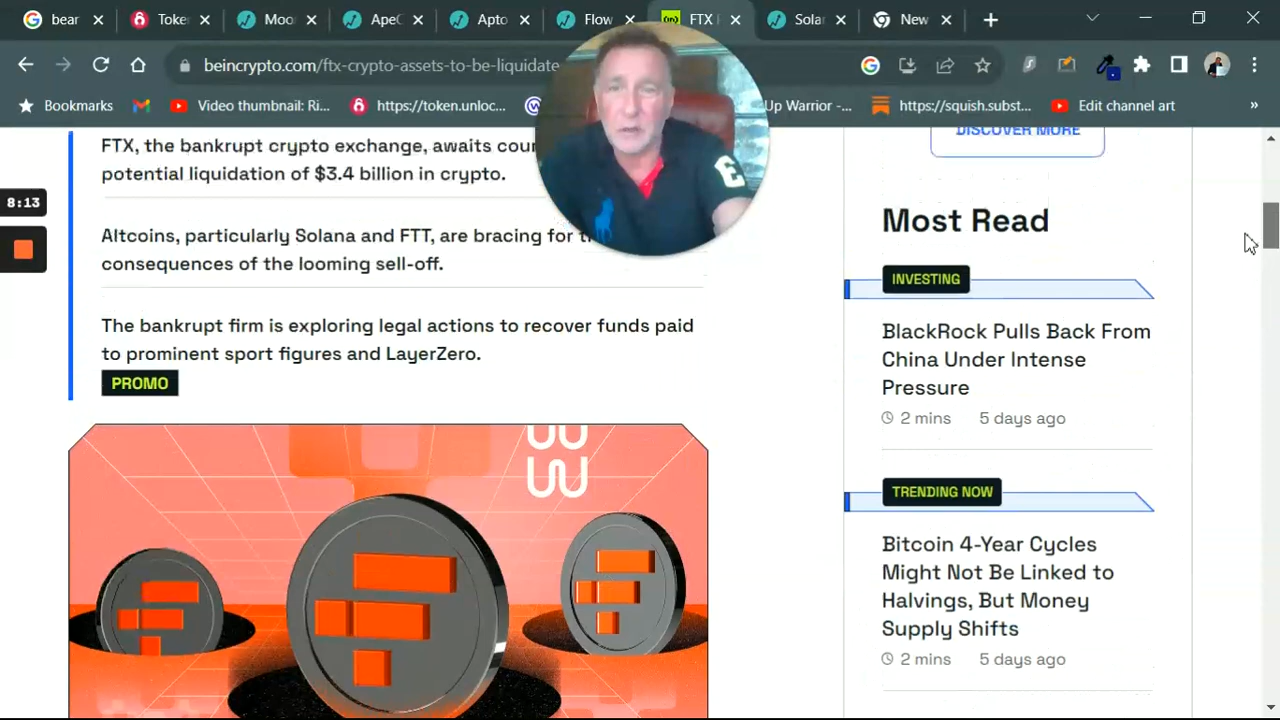 bear
Toke
Moo
ApeC
Apto
Flow
FTX
Solar
New
beincrypto.com/ftx-crypto-assets-to-be-liquidate
Bookmarks
Video thumbnail: Ri...
https://token.unloc...
Up Warrior -...
https://squish.subst...
Edit channel art
»
8:13
FTX, the bankrupt crypto exchange, awaits cour
potential liquidation of $3.4 billion in crypto.
Altcoins, particularly Solana and FTT, are bracing for t
consequences of the looming sell-off.
The bankrupt firm is exploring legal actions to recover funds paid
to prominent sport figures and LayerZero.
PROMO
DISCOVER MORE
Most Read
INVESTING
BlackRock Pulls Back From
China Under Intense
Pressure
2 mins 5 days ago
TRENDING NOW
Bitcoin 4-Year Cycles
Might Not Be Linked to
Halvings, But Money
Supply Shifts
2 mins 5 days ago